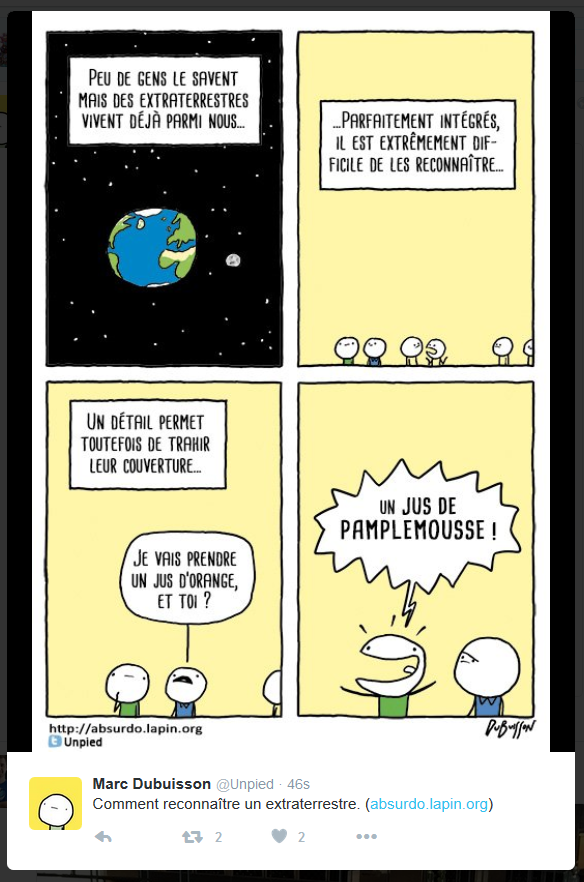 PEU DE GENS LE SAVENT
MAIS DES EXTRATERRESTRES
VIVENT DÉJÀ PARMI NOUS...
...PARFAITEMENT INTÉGRÉS,
IL EST EXTRÊMEMENT DIF-
FICILE DE LES RECONNAÎTRE...
UN DÉTAIL PERMET
TOUTEFOIS DE TRAHIR
LEUR COUVERTURE...
JE VAIS PRENDRE
UN JUS D'ORANGE,
ET TOI ?
UN JUS DE
PAMPLEMOUSSE !
DUBUISSON
http://absurdo.lapin.org
Unpied
Marc Dubuisson @Unpied · 46s
Comment reconnaître un extraterrestre. (absurdo.lapin.org)
2 2